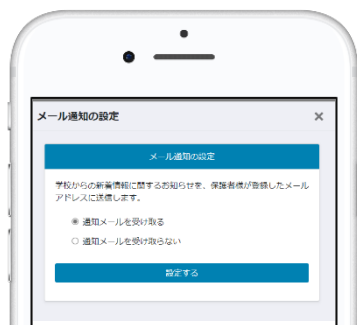 メール通知の設定 ×
メール通知の設定
学校からの新着情報に関するお知らせを、保護者様が登録したメール
アドレスに送信します。
通知メールを受け取る
通知メールを受け取らない
設定する